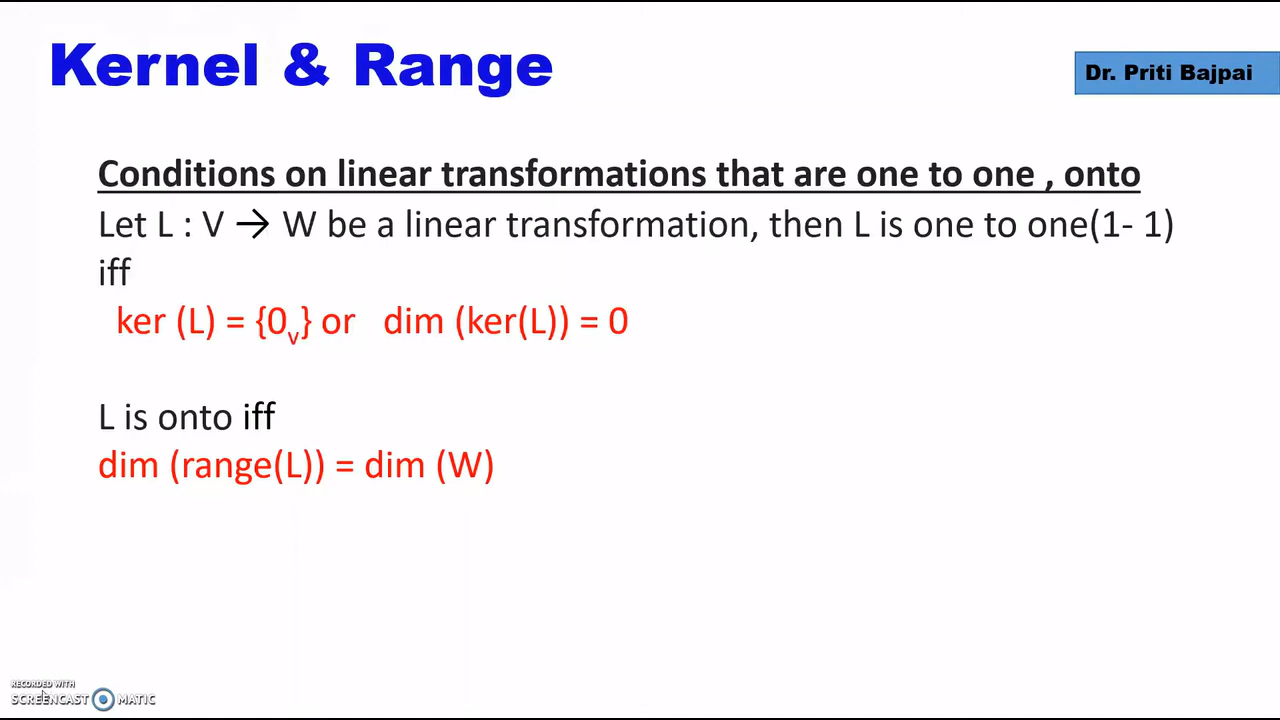 Kernel & Range
Dr. Priti Bajpai
Conditions on linear transformations that are one to one , onto
Let L : V → W be a linear transformation, then L is one to one(1- 1)
iff
ker (L) = {0v} or dim (ker(L)) = 0
L is onto iff
dim (range(L)) = dim (W)
RECORDED WITH
SCREENCAST MATIC